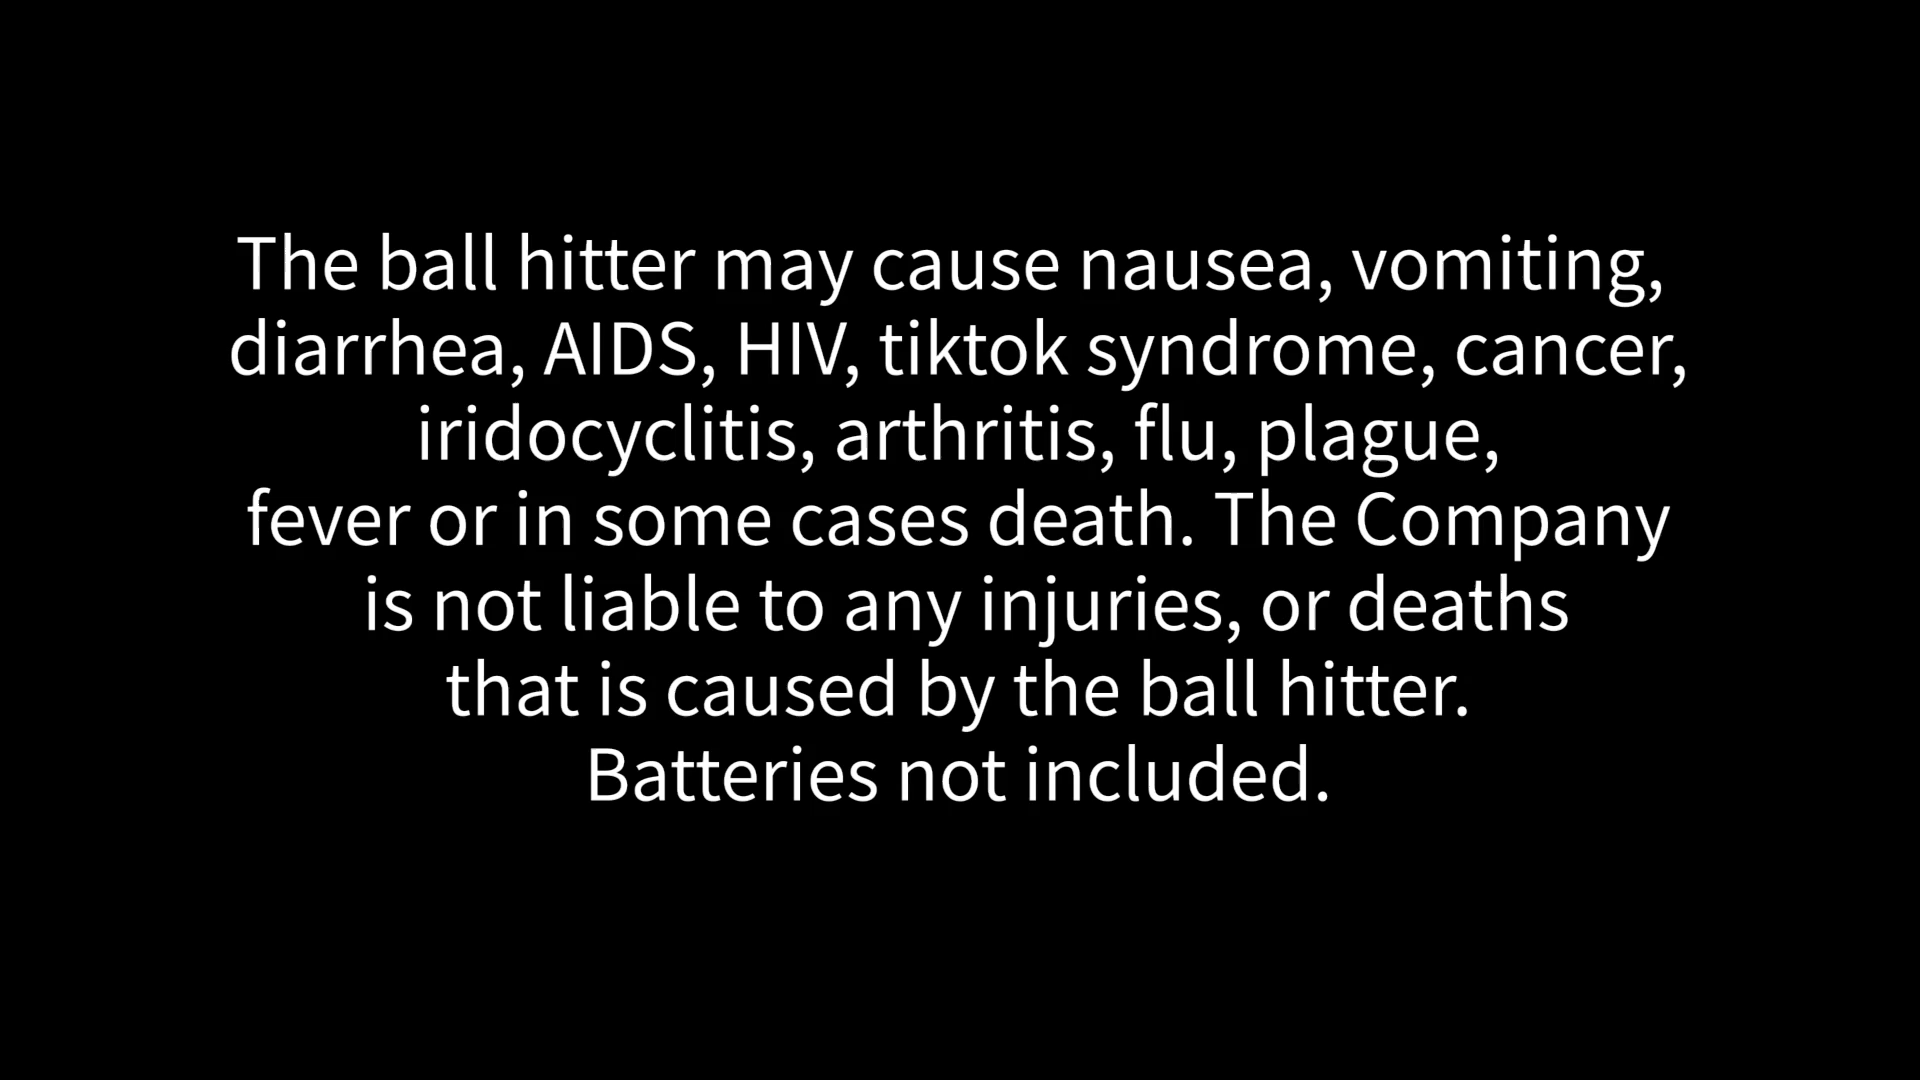 The ball hitter may cause nausea, vomiting,
diarrhea, AIDS, HIV, tiktok syndrome, cancer,
iridocyclitis, arthritis, flu, plague,
fever or in some cases death. The Company
is not liable to any injuries, or deaths
that is caused by the ball hitter.
Batteries not included.